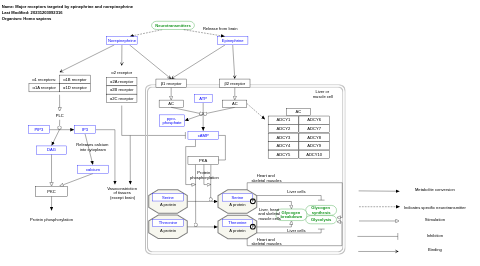 Name: Major receptors targeted by epinephrine and norepinephrine
Organism: Homo sapiens
Neurotransmitters
Release from brain
Norepinephrine
Epinephrine
α1 receptors
α1B receptor
α1A receptor
α1D receptor
α2 receptor
α2A receptor
α2B receptor
α2C receptor
β1 receptor
β2 receptor
Liver or
muscle cell
AC
ATP
AC
pyro-
phosphate
cAMP
PKA
Protein
phosphorylation
AC
ADCY1
ADCY6
ADCY2
ADCY7
ADCY3
ADCY8
ADCY4
ADCY9
ADCY5
ADCY10
PLC
PIP2
IP3
DAG
Releases calcium
into cytoplasm
calcium
PKC
Protein phosphorylation
Vasoconstriction
of tissues
(except brain)
Heart and
skeletal muscles
Liver cells
Serine
A protein
Serine
A protein
Threonine
A protein
Threonine
A protein
Liver, heart
and skeletal
muscle cells
Glycogen
breakdown
Glycogen
synthesis
Glycolysis
Liver cells
Heart and
skeletal muscles
Metabolic conversion
Indicates specific neurotransmitter
Stimulation
Inhibition
Binding